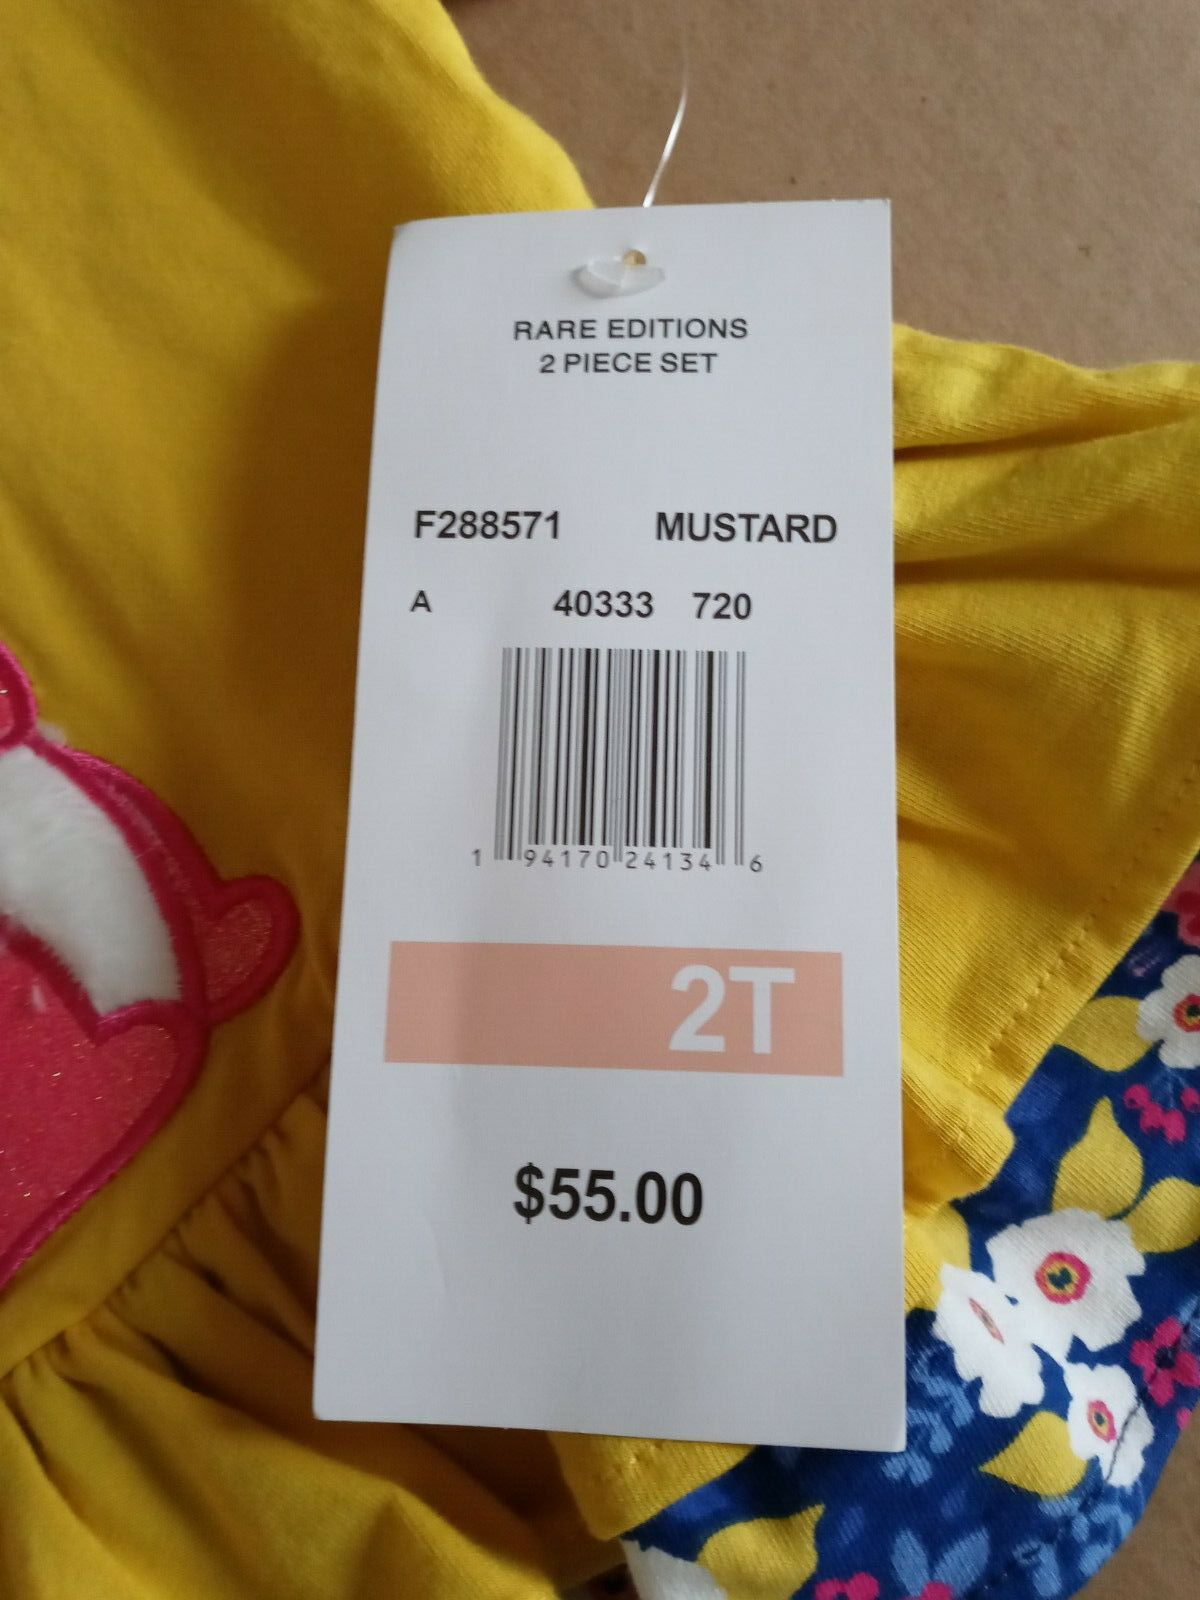 RARE EDITIONS
2 PIECE SET
F288571 MUSTARD
A 40333 720
1 94170 24134 6
2T
$55.00